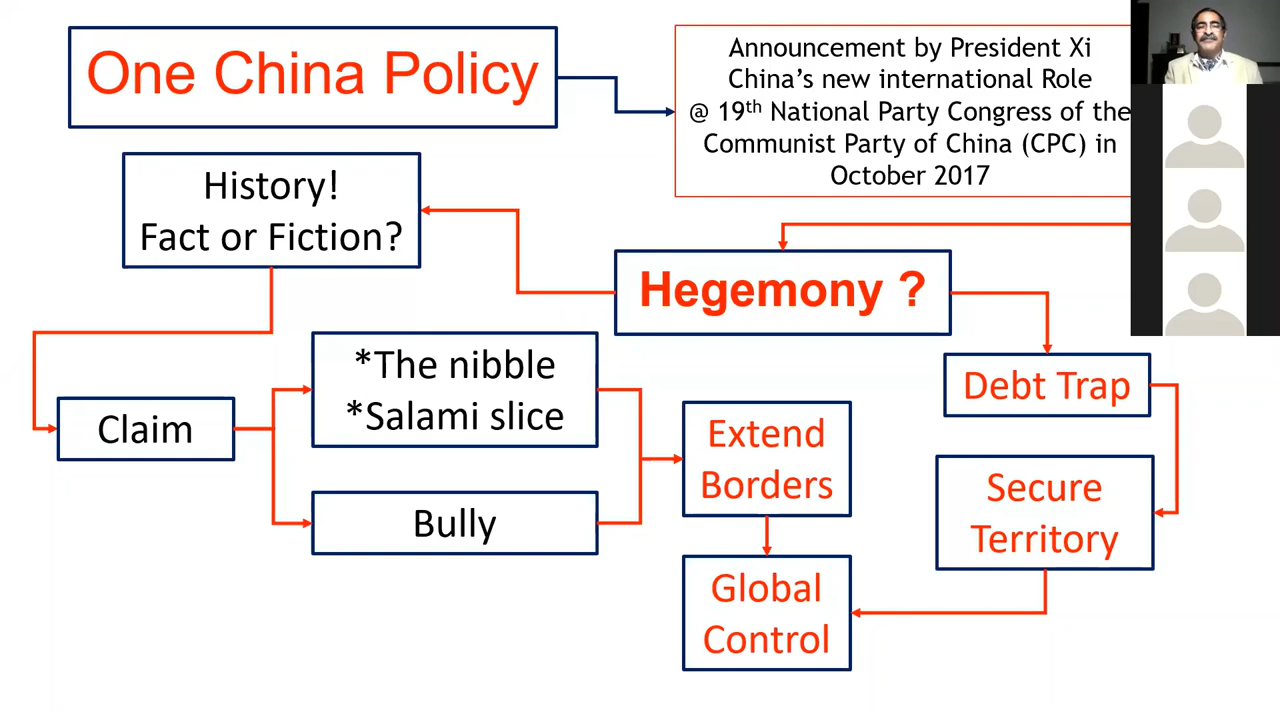 One China Policy
Announcement by President Xi
China's new international Role
@ 19th National Party Congress of the
Communist Party of China (CPC) in
October 2017
History!
Fact or Fiction?
Hegemony ?
*The nibble
*Salami slice
Debt Trap
Claim
Extend
Borders
Secure
Territory
Bully
Global
Control